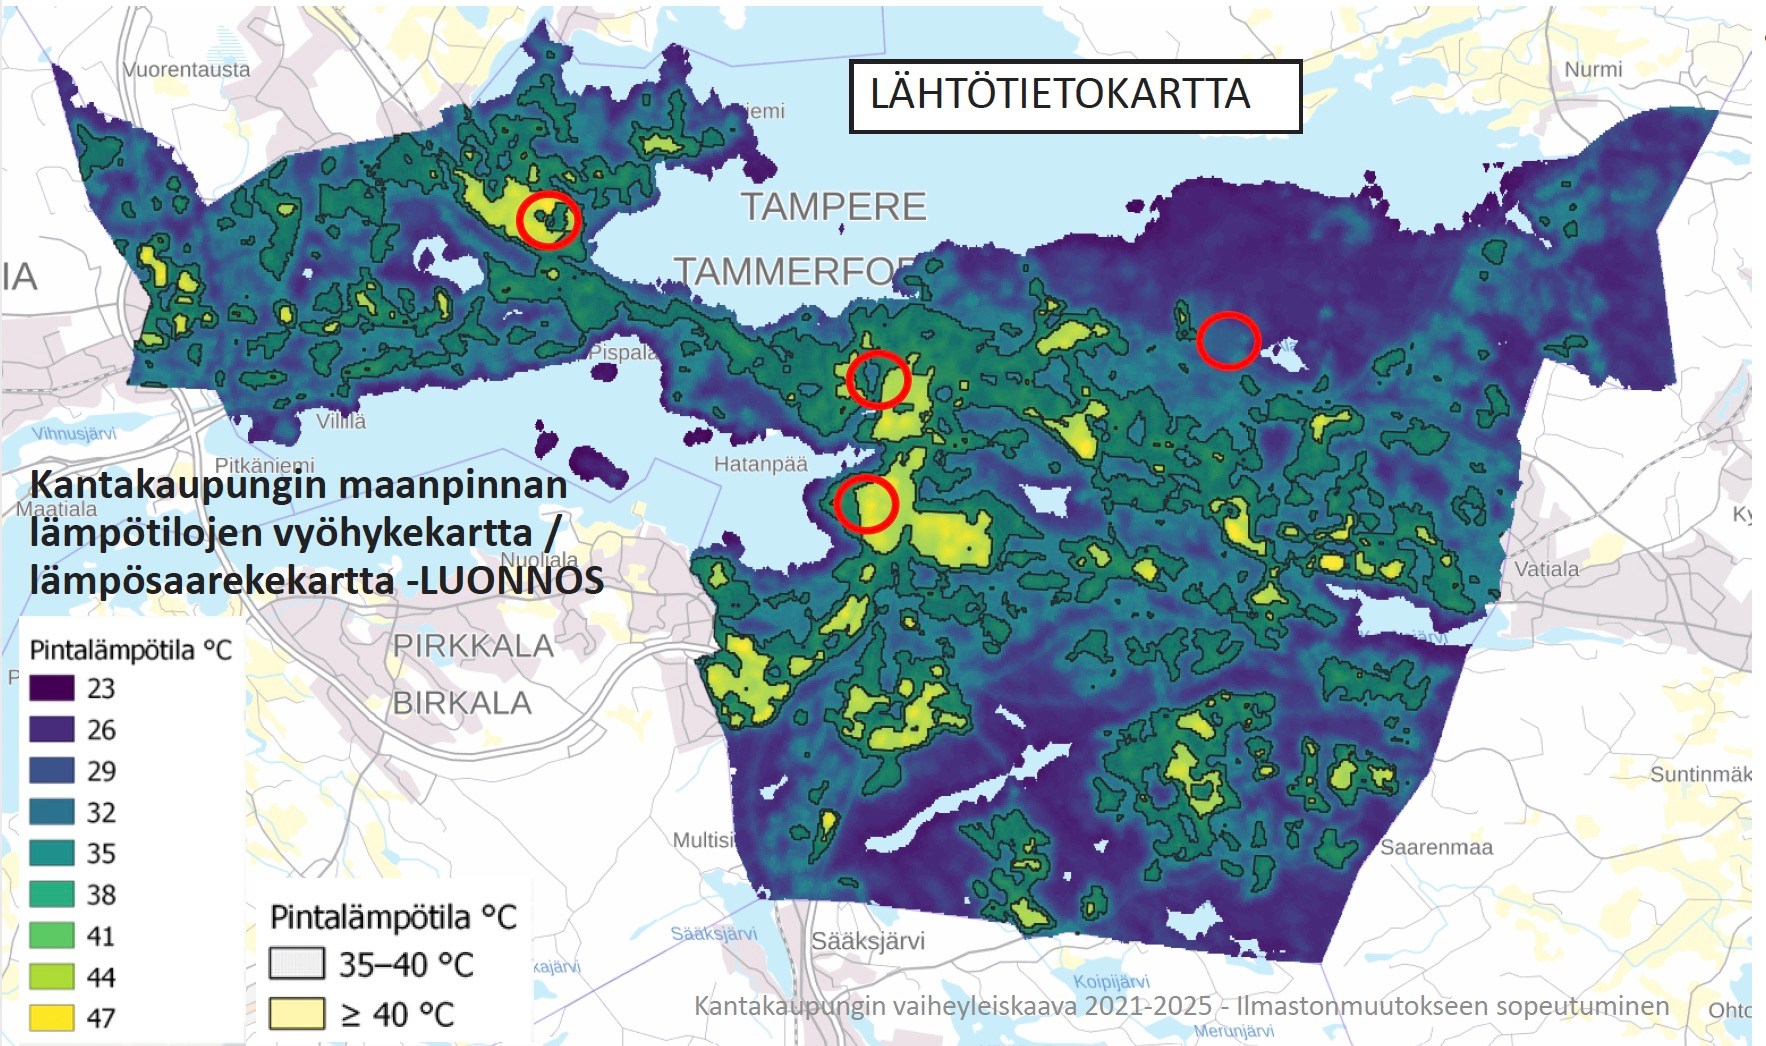 Vuorentausta
Nurmi
LÄHTÖTIETOKARTTA
iemi
TAMPERE
TAMMERFO
IA
Pispala
Villilä
Vihnusjärvi
Pitkäniemi
Hatanpää
Kantakaupungin maanpinnan
Maatiala
lämpötilojen vyöhykekartta /
Nuoliala
lämpösaarekekartta -LUONNOS
Vatiala
Ky
Pintalämpötila °C
PIRKKALA
BIRKALA
P
23
26
29
32
35
38
41
44
47
Suntinmäk
Multisi
Saarenmaa
Pintalämpötila °C
35–40 °C
≥ 40 °C
Sääksjärvi
Sääksjärvi
kajärvi
Koipijärvi
Kantakaupungin vaiheyleiskaava 2021-2025 - Ilmastonmuutokseen sopeutuminen
Ohto
Merunjärvi